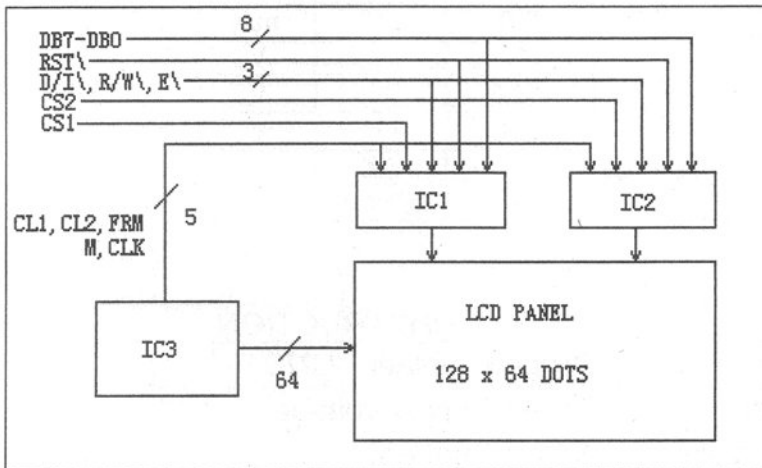 DB7-DB0
8
RST\
D/I\, R/W\, E\
3
CS2
CS1
IC1
IC2
5
CL1, CL2, FRM
M, CLK
LCD PANEL
IC3
64
128 x 64 DOTS